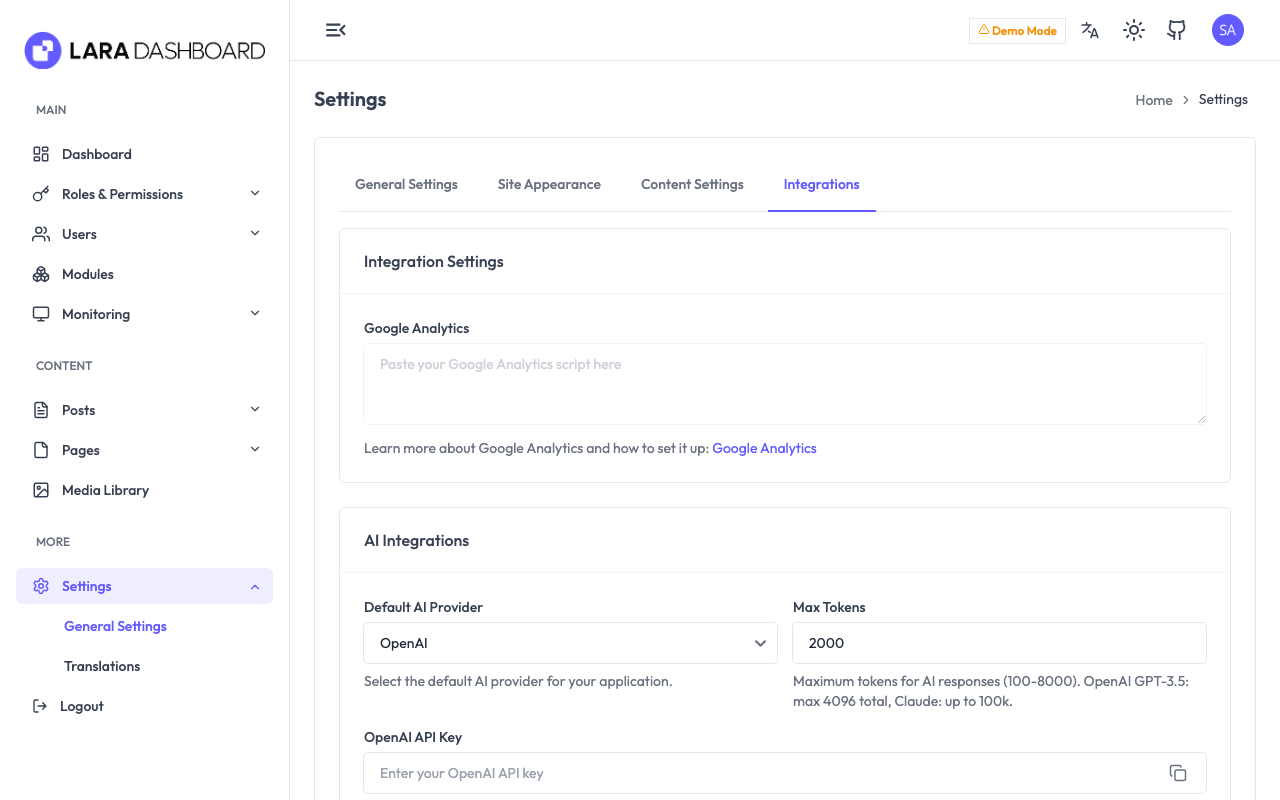 LARA DASHBOARD
Demo Mode
SA
MAIN
Dashboard
Roles & Permissions
Users
Modules
Monitoring
CONTENT
Posts
Pages
Media Library
MORE
Settings
General Settings
Translations
Logout
Settings
Home
Settings
General Settings
Site Appearance
Content Settings
Integrations
Integration Settings
Google Analytics
Paste your Google Analytics script here
Learn more about Google Analytics and how to set it up: Google Analytics
AI Integrations
Default AI Provider
OpenAI
Select the default AI provider for your application.
Max Tokens
2000
Maximum tokens for AI responses (100-8000). OpenAI GPT-3.5:
max 4096 total, Claude: up to 100k.
OpenAI API Key
Enter your OpenAI API key